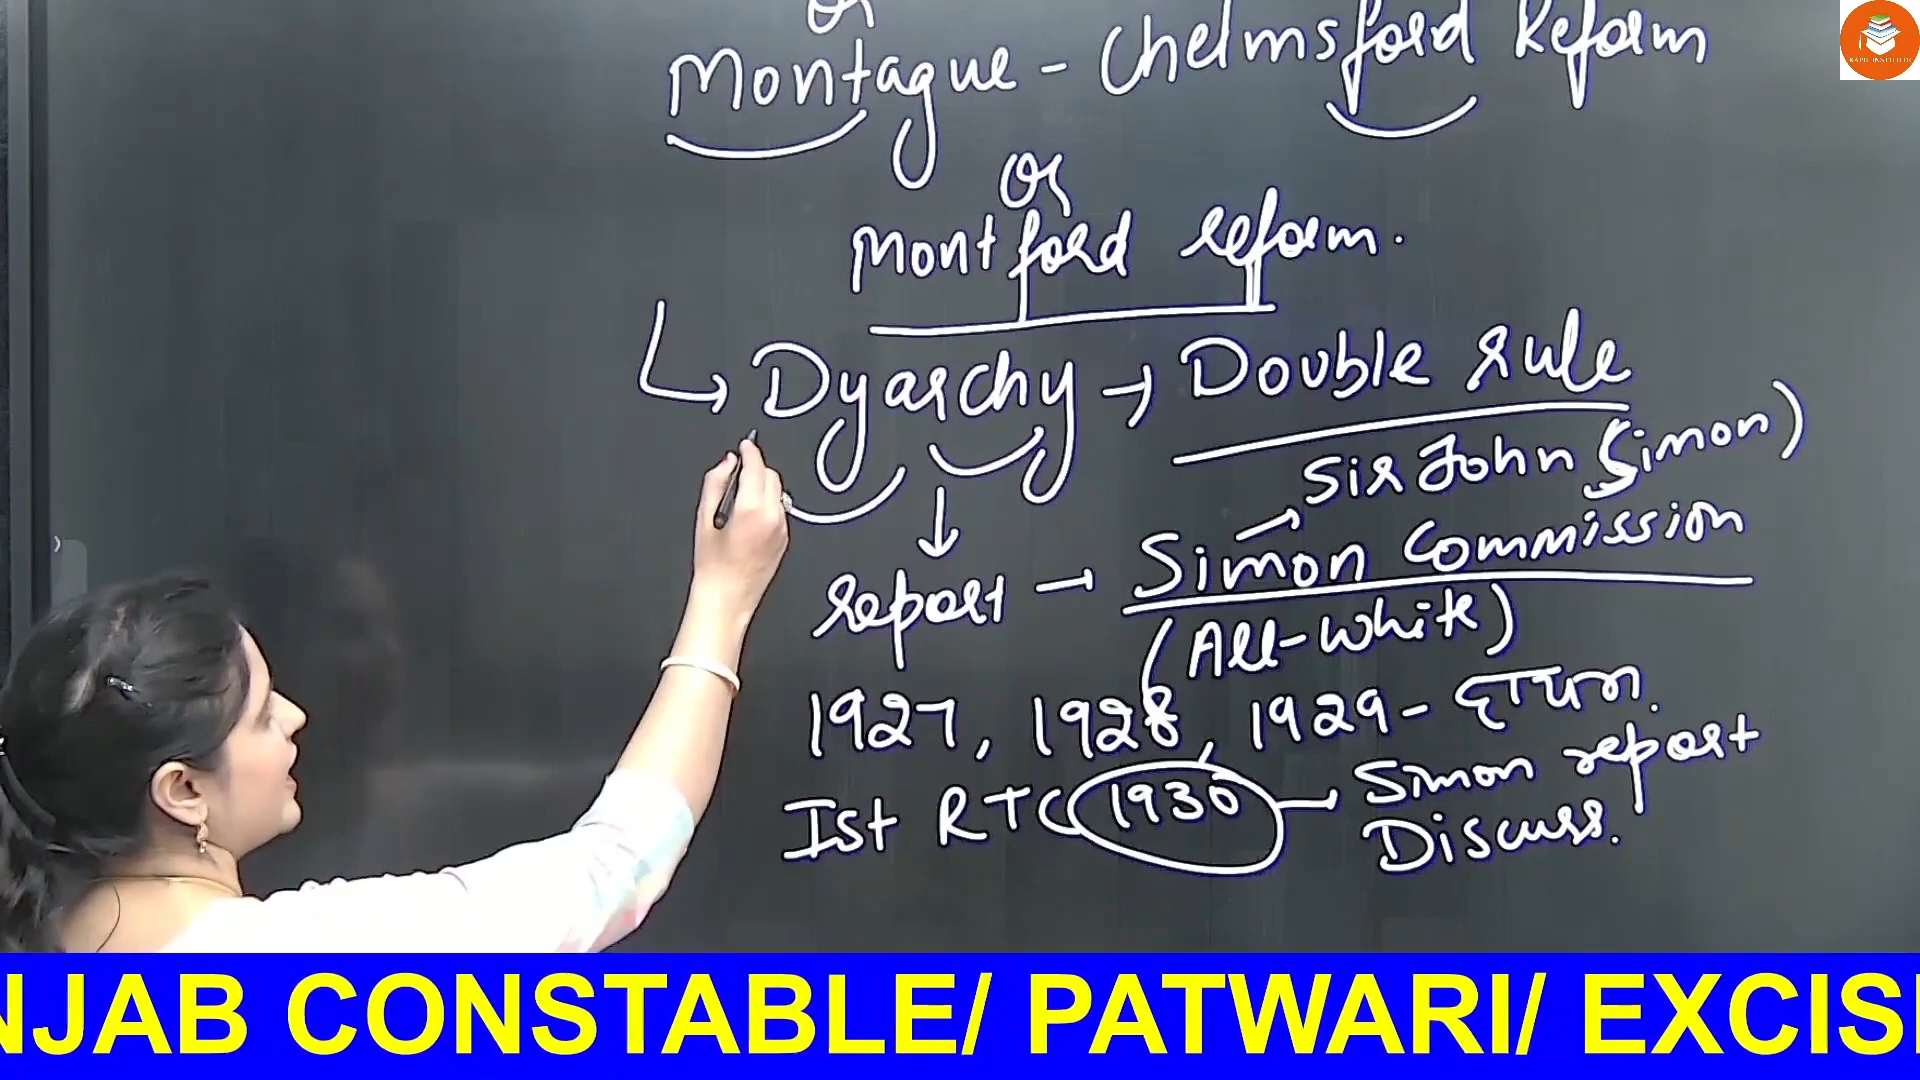 or
Montague - Chelmsford Reform
or
Montford reform.
Dyarchy → Double rule
Sir John Simon)
report → Simon Commission
(All-White)
1927, 1928, 1929 -
Ist RTC 1930 → Simon report
Discuss.
NJAB CONSTABLE/ PATWARI/ EXCIS